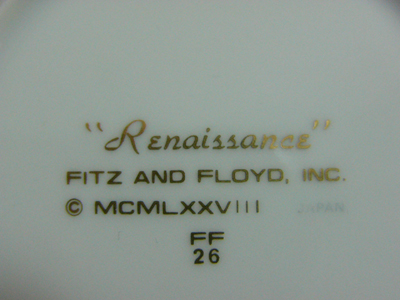 "Renaissance"
FITZ AND FLOYD, INC.
© MCMLXXVIII JAPAN
FF
26